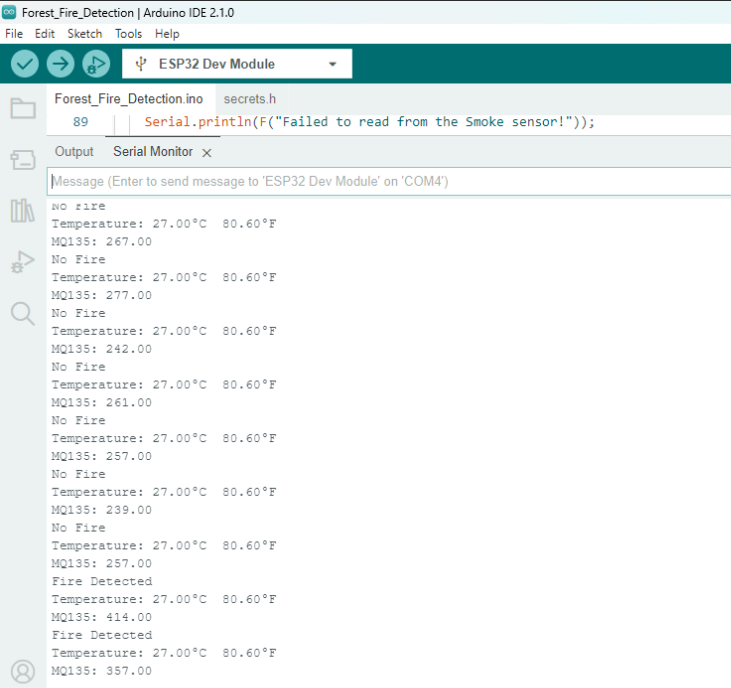 Forest_Fire_Detection | Arduino IDE 2.1.0
File Edit Sketch Tools Help
ESP32 Dev Module
Forest_Fire_Detection.ino secrets.h
89 Serial.println(F("Failed to read from the Smoke sensor!"));
Output Serial Monitor
Message (Enter to send message to 'ESP32 Dev Module' on 'COM4')
No Fire
Temperature: 27.00°C 80.60°F
MQ135: 267.00
No Fire
Temperature: 27.00°C 80.60°F
MQ135: 277.00
No Fire
Temperature: 27.00°C 80.60°F
MQ135: 242.00
No Fire
Temperature: 27.00°C 80.60°F
MQ135: 261.00
No Fire
Temperature: 27.00°C 80.60°F
MQ135: 257.00
No Fire
Temperature: 27.00°C 80.60°F
MQ135: 239.00
No Fire
Temperature: 27.00°C 80.60°F
MQ135: 257.00
Fire Detected
Temperature: 27.00°C 80.60°F
MQ135: 414.00
Fire Detected
Temperature: 27.00°C 80.60°F
MQ135: 357.00